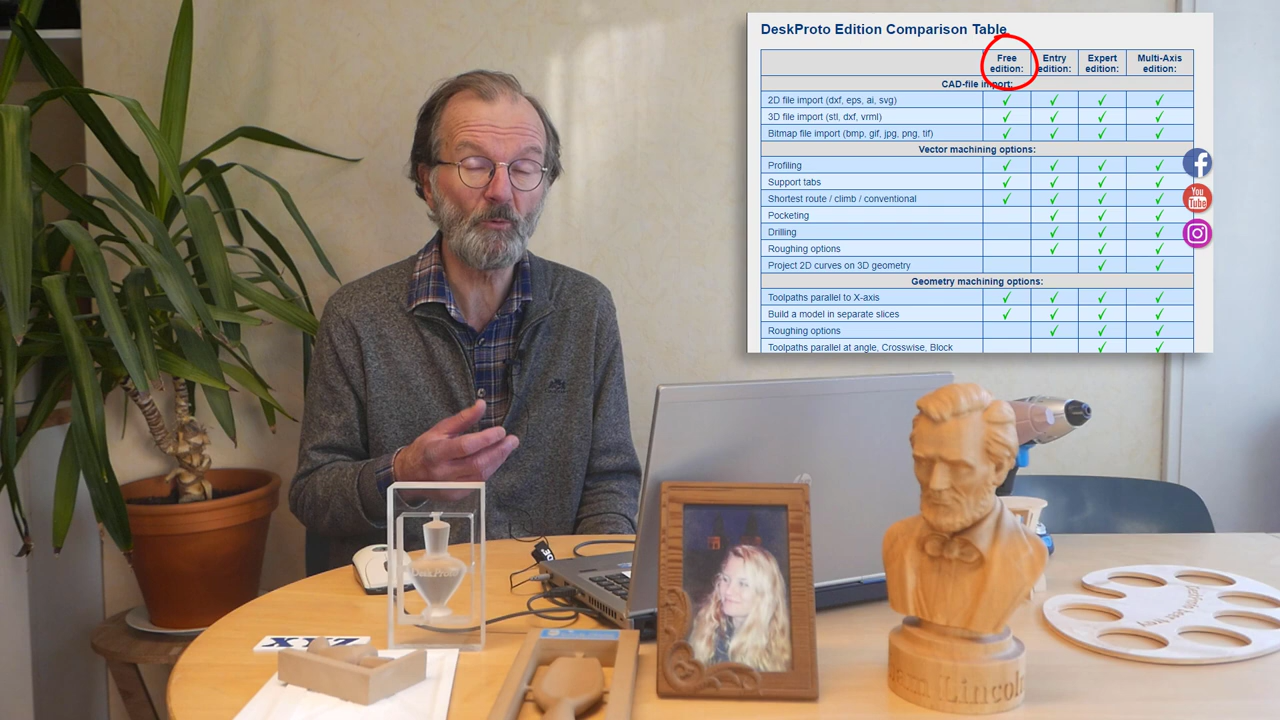 DeskProto Edition Comparison Table
Free edition: Entry edition: Expert edition: Multi-Axis edition:
CAD-file import:
2D file import (dxf, eps, ai, svg) ✓ ✓ ✓ ✓
3D file import (stl, dxf, vrml) ✓ ✓ ✓ ✓
Bitmap file import (bmp, gif, jpg, png, tif) ✓ ✓ ✓ ✓
Vector machining options:
Profiling ✓ ✓ ✓ ✓
Support tabs ✓ ✓ ✓ ✓
Shortest route / climb / conventional ✓ ✓ ✓ ✓
Pocketing ✓ ✓ ✓
Drilling ✓ ✓ ✓
Roughing options ✓ ✓ ✓
Project 2D curves on 3D geometry ✓ ✓
Geometry machining options:
Toolpaths parallel to X-axis ✓ ✓ ✓ ✓
Build a model in separate slices ✓ ✓ ✓ ✓
Roughing options ✓ ✓ ✓
Toolpaths parallel at angle, Crosswise, Block ✓ ✓
You
Tube
DeskProto
Lincoln